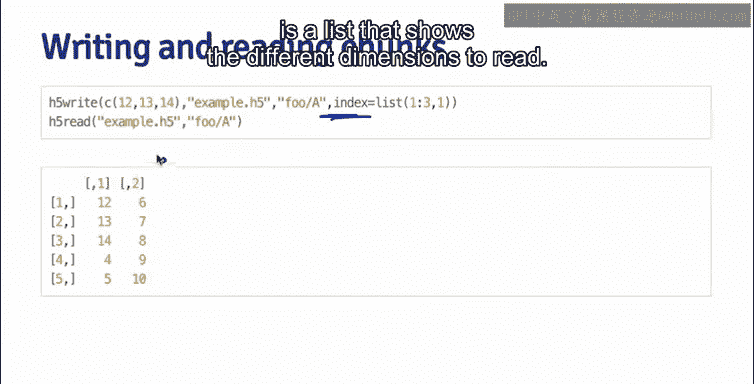 is a list that shows
Writing and reading chunks
the different dimensions to read.
h5write(c(12,13,14),"example.h5","foo/A",index=list(1:3,1))
h5read("example.h5","foo/A")
[,1] [,2]
[1,] 12 6
[2,] 13 7
[3,] 14 8
[4,] 4 9
[5,] 5 10